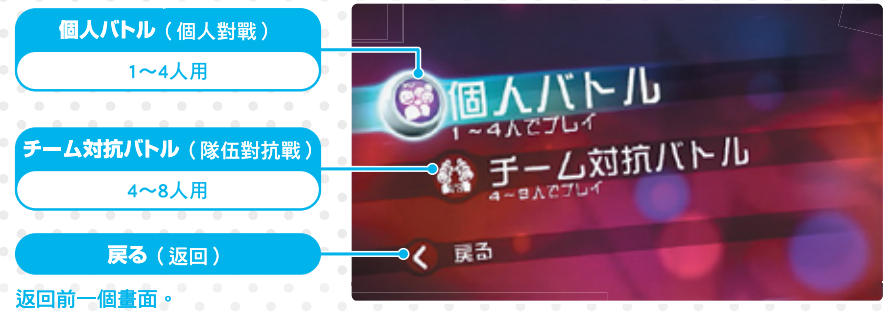 個人バトル（個人對戰）
1～4人用
チーム対抗バトル（隊伍對抗戰）
4～8人用
戻る（返回）
返回前一個畫面。
個人バトル
1～4人でプレイ
チーム対抗バトル
4～8人でプレイ
戻る